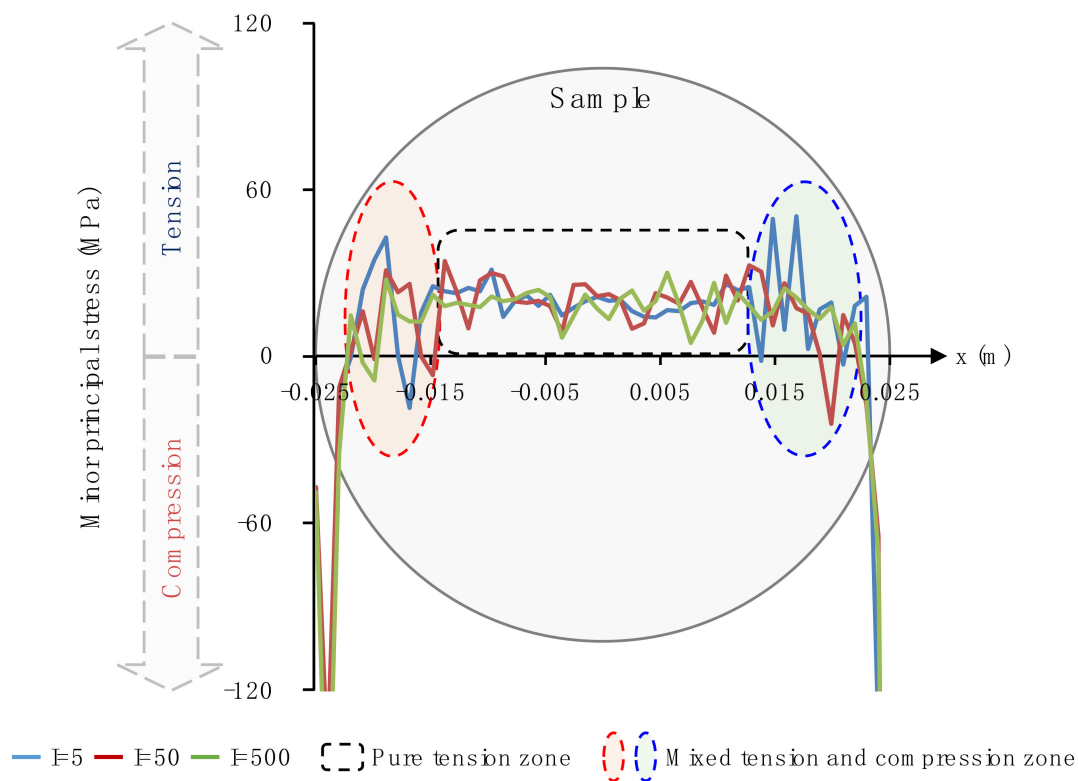 120
Sample
Tension
60
Minor principal stress (MPa)
0
x (m)
-0.025
-0.015
-0.005
0.005
0.015
0.025
Compression
-60
-120
I=5
I=50
I=500
Pure tension zone
Mixed tension and compression zone